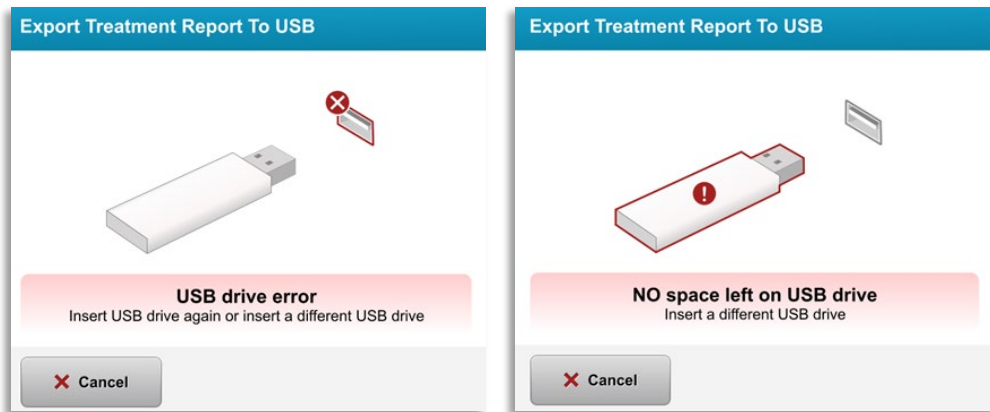 Export Treatment Report To USB
USB drive error
Insert USB drive again or insert a different USB drive
Cancel
Export Treatment Report To USB
NO space left on USB drive
Insert a different USB drive
Cancel